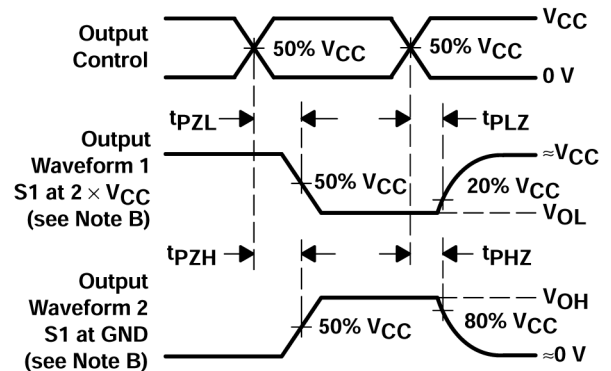 Output
Control
50% VCC
50% VCC
VCC
0 V
tPZL
tPLZ
Output
Waveform 1
S1 at 2 × VCC
(see Note B)
50% VCC
20% VCC
≈VCC
VOL
tPZH
tPHZ
Output
Waveform 2
S1 at GND
(see Note B)
50% VCC
80% VCC
VOH
≈0 V